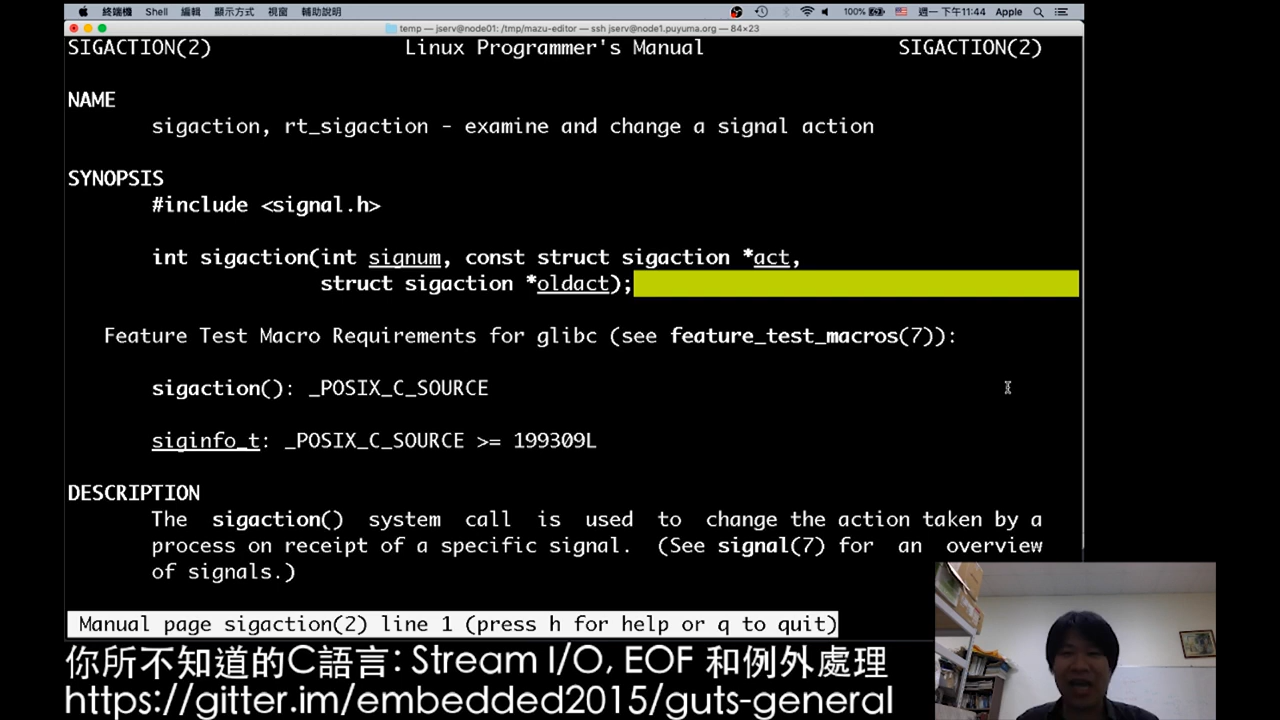 終端機 Shell 編輯 顯示方式 視窗 輔助說明 100% 週一 下午11:44 Apple
temp — jserv@node01: /tmp/mazu-editor — ssh jserv@node1.puyuma.org — 84×23
SIGACTION(2) Linux Programmer's Manual SIGACTION(2)
NAME
sigaction, rt_sigaction - examine and change a signal action
SYNOPSIS
#include <signal.h>
int sigaction(int signum, const struct sigaction *act,
struct sigaction *oldact);
Feature Test Macro Requirements for glibc (see feature_test_macros(7)):
sigaction(): _POSIX_C_SOURCE
siginfo_t: _POSIX_C_SOURCE >= 199309L
DESCRIPTION
The sigaction() system call is used to change the action taken by a
process on receipt of a specific signal. (See signal(7) for an overview
of signals.)
Manual page sigaction(2) line 1 (press h for help or q to quit)
你所不知道的C語言: Stream I/O, EOF 和例外處理
https://gitter.im/embedded2015/guts-general